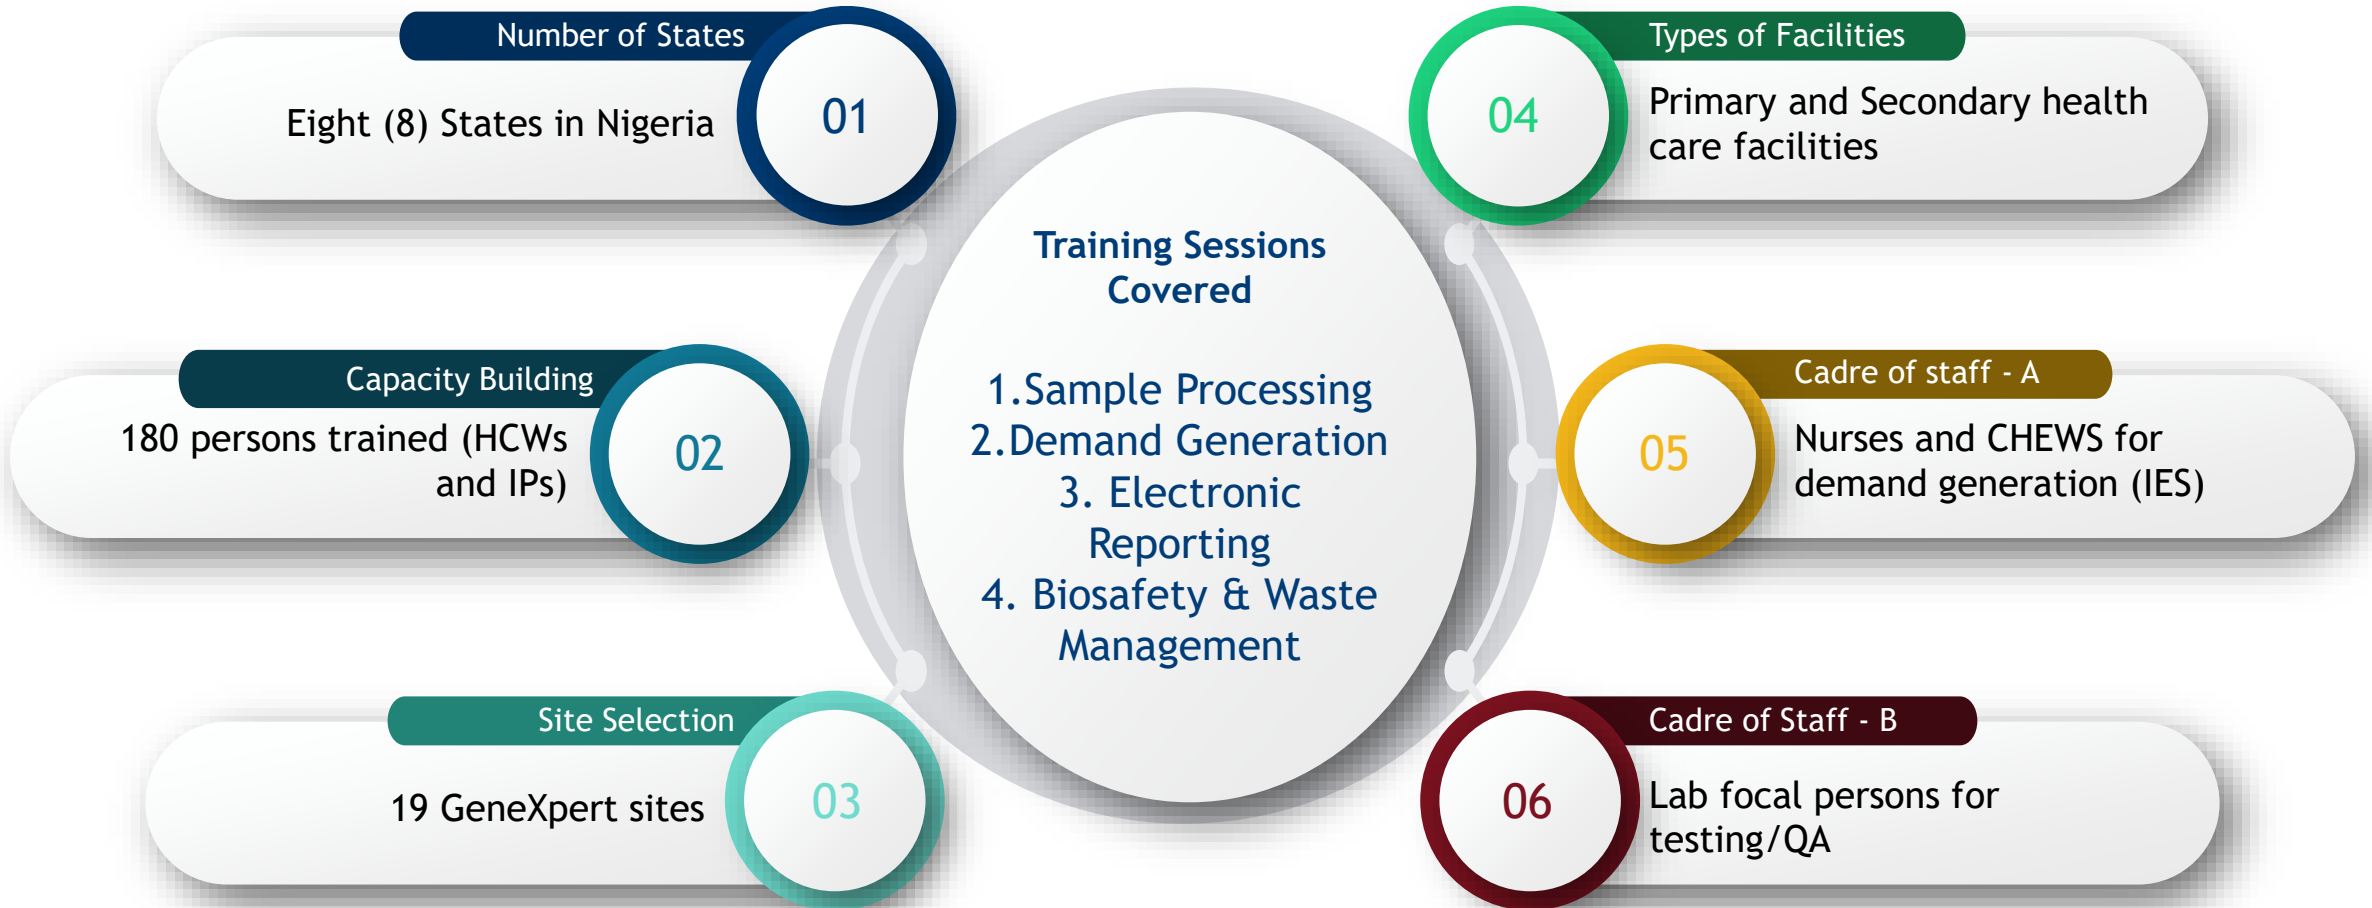 Number of States
Eight (8) States in Nigeria
01
Capacity Building
180 persons trained (HCWs
and IPs)
02
Site Selection
19 GeneXpert sites
03
Training Sessions
Covered
1.Sample Processing
2.Demand Generation
3. Electronic
Reporting
4. Biosafety & Waste
Management
04
Types of Facilities
Primary and Secondary health
care facilities
05
Cadre of staff - A
Nurses and CHEWS for
demand generation (IES)
06
Cadre of Staff - B
Lab focal persons for
testing/QA